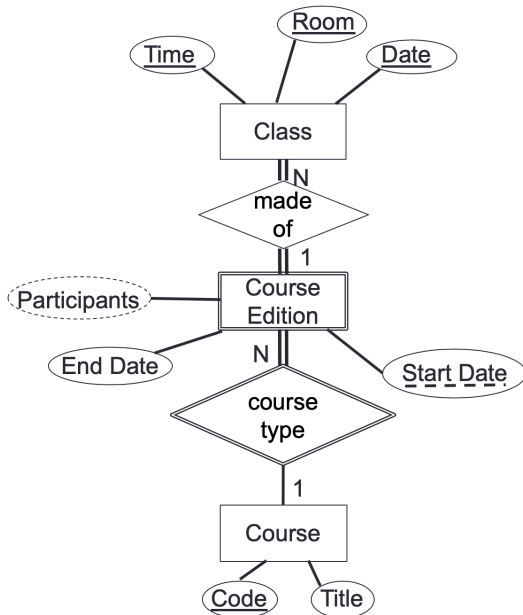 Room
Time
Date
Class
N
made
of
1
Course
Edition
Participants
End Date
N
Start Date
course
type
1
Course
Code
Title